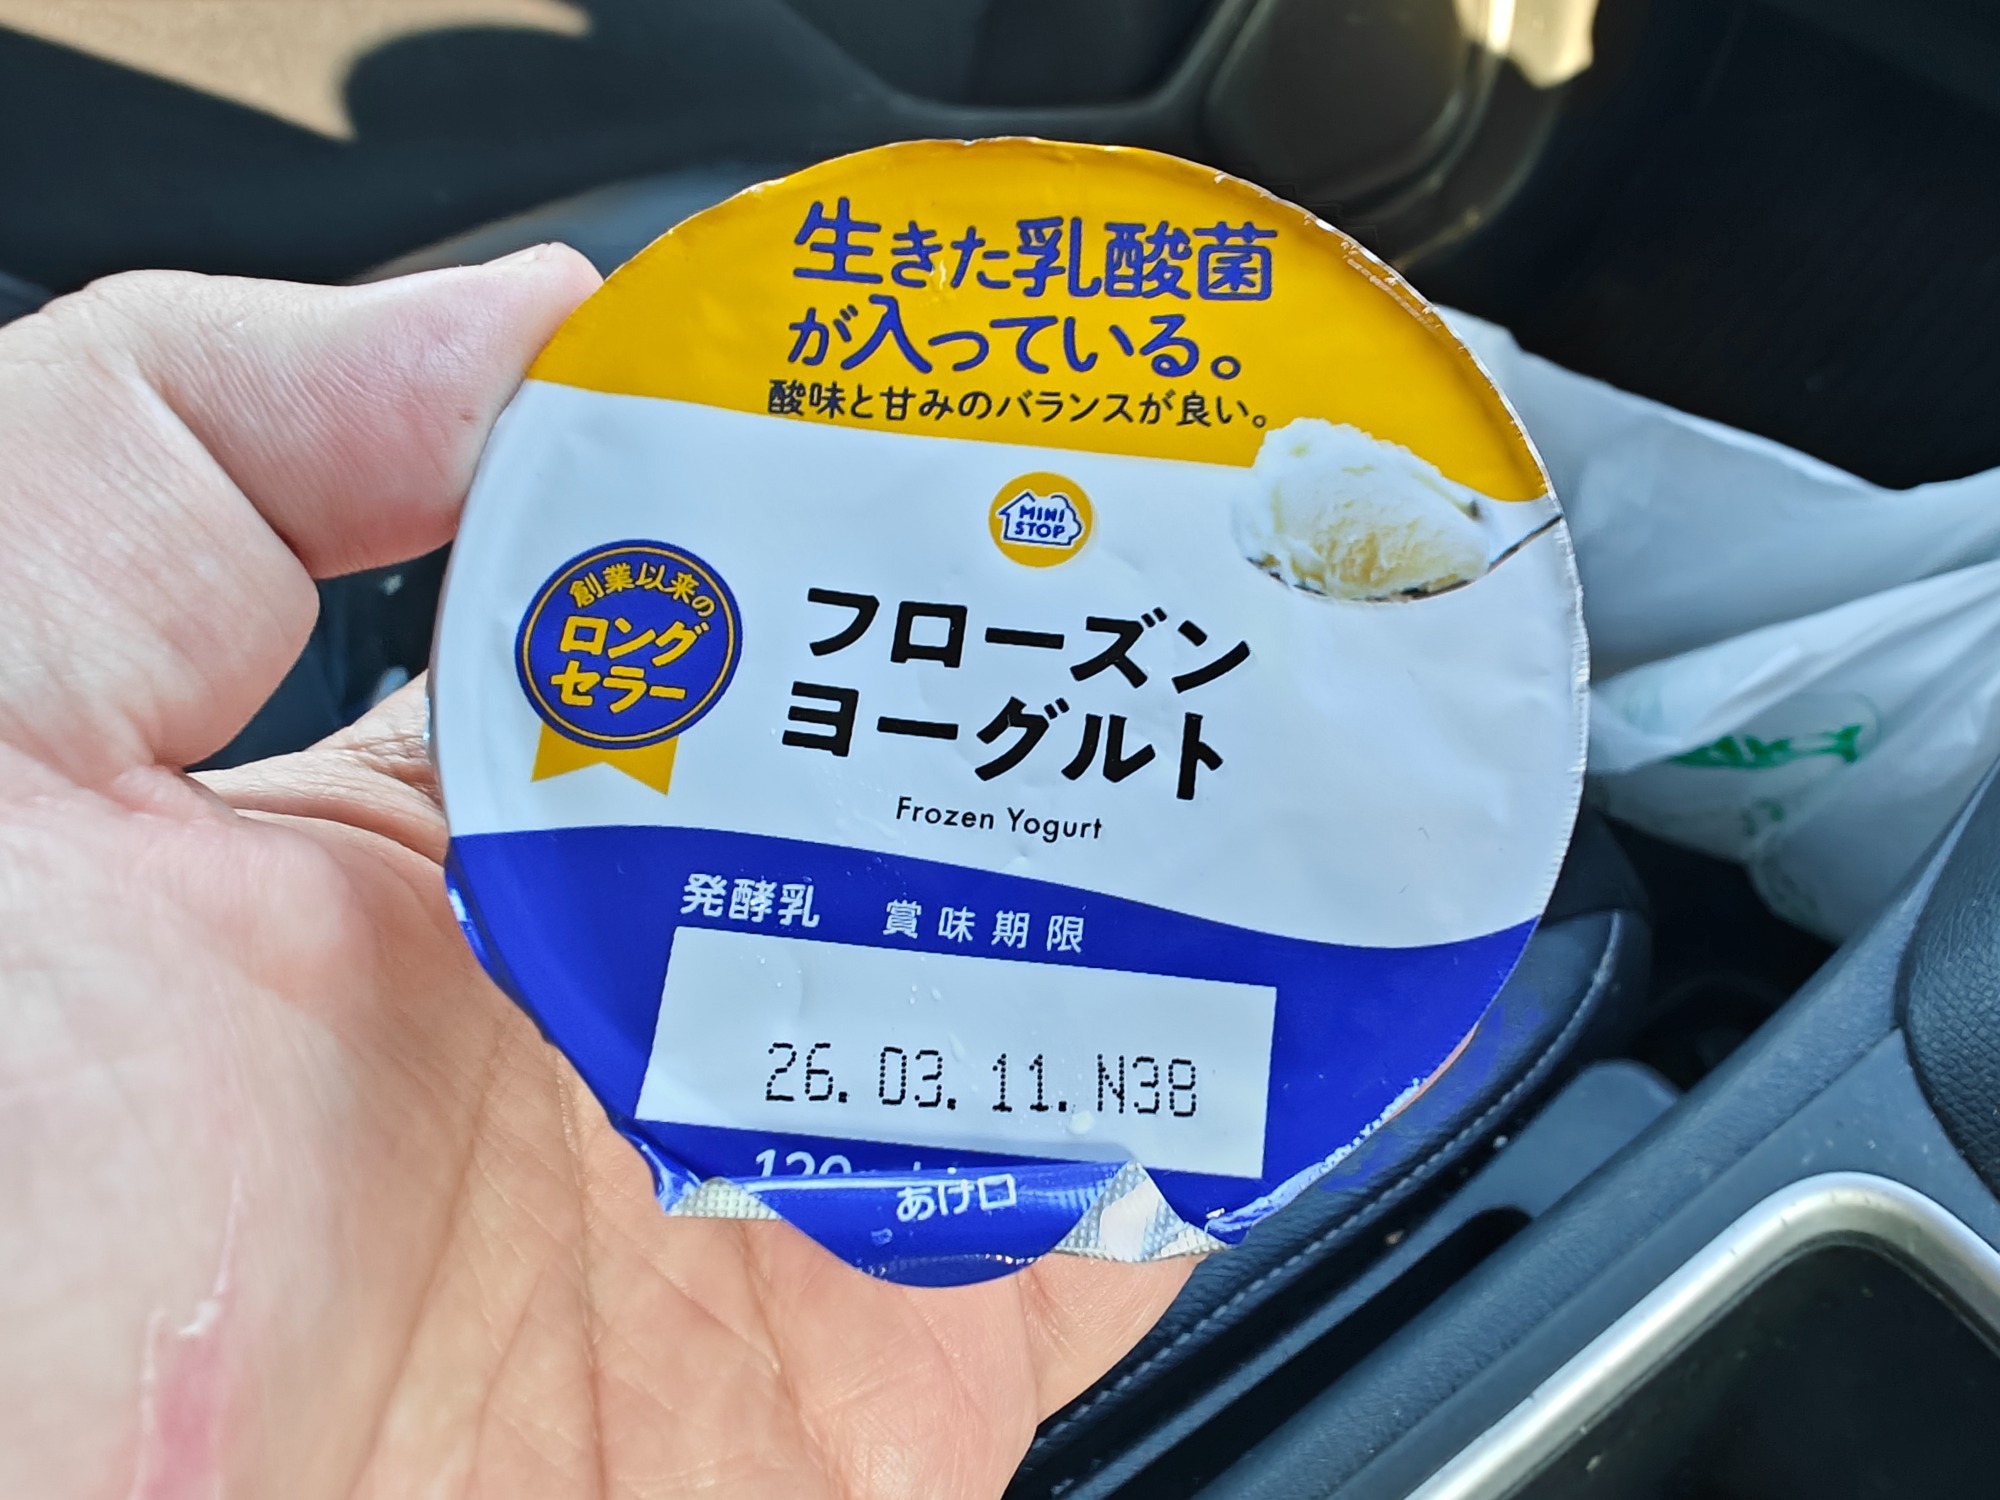 生きた乳酸菌
が入っている。
酸味と甘みのバランスが良い。
MINI
STOP
創業以来の
ロング
セラー
フローズン
ヨーグルト
Frozen Yogurt
発酵乳 賞味期限
26.03.11.N38
あけ口